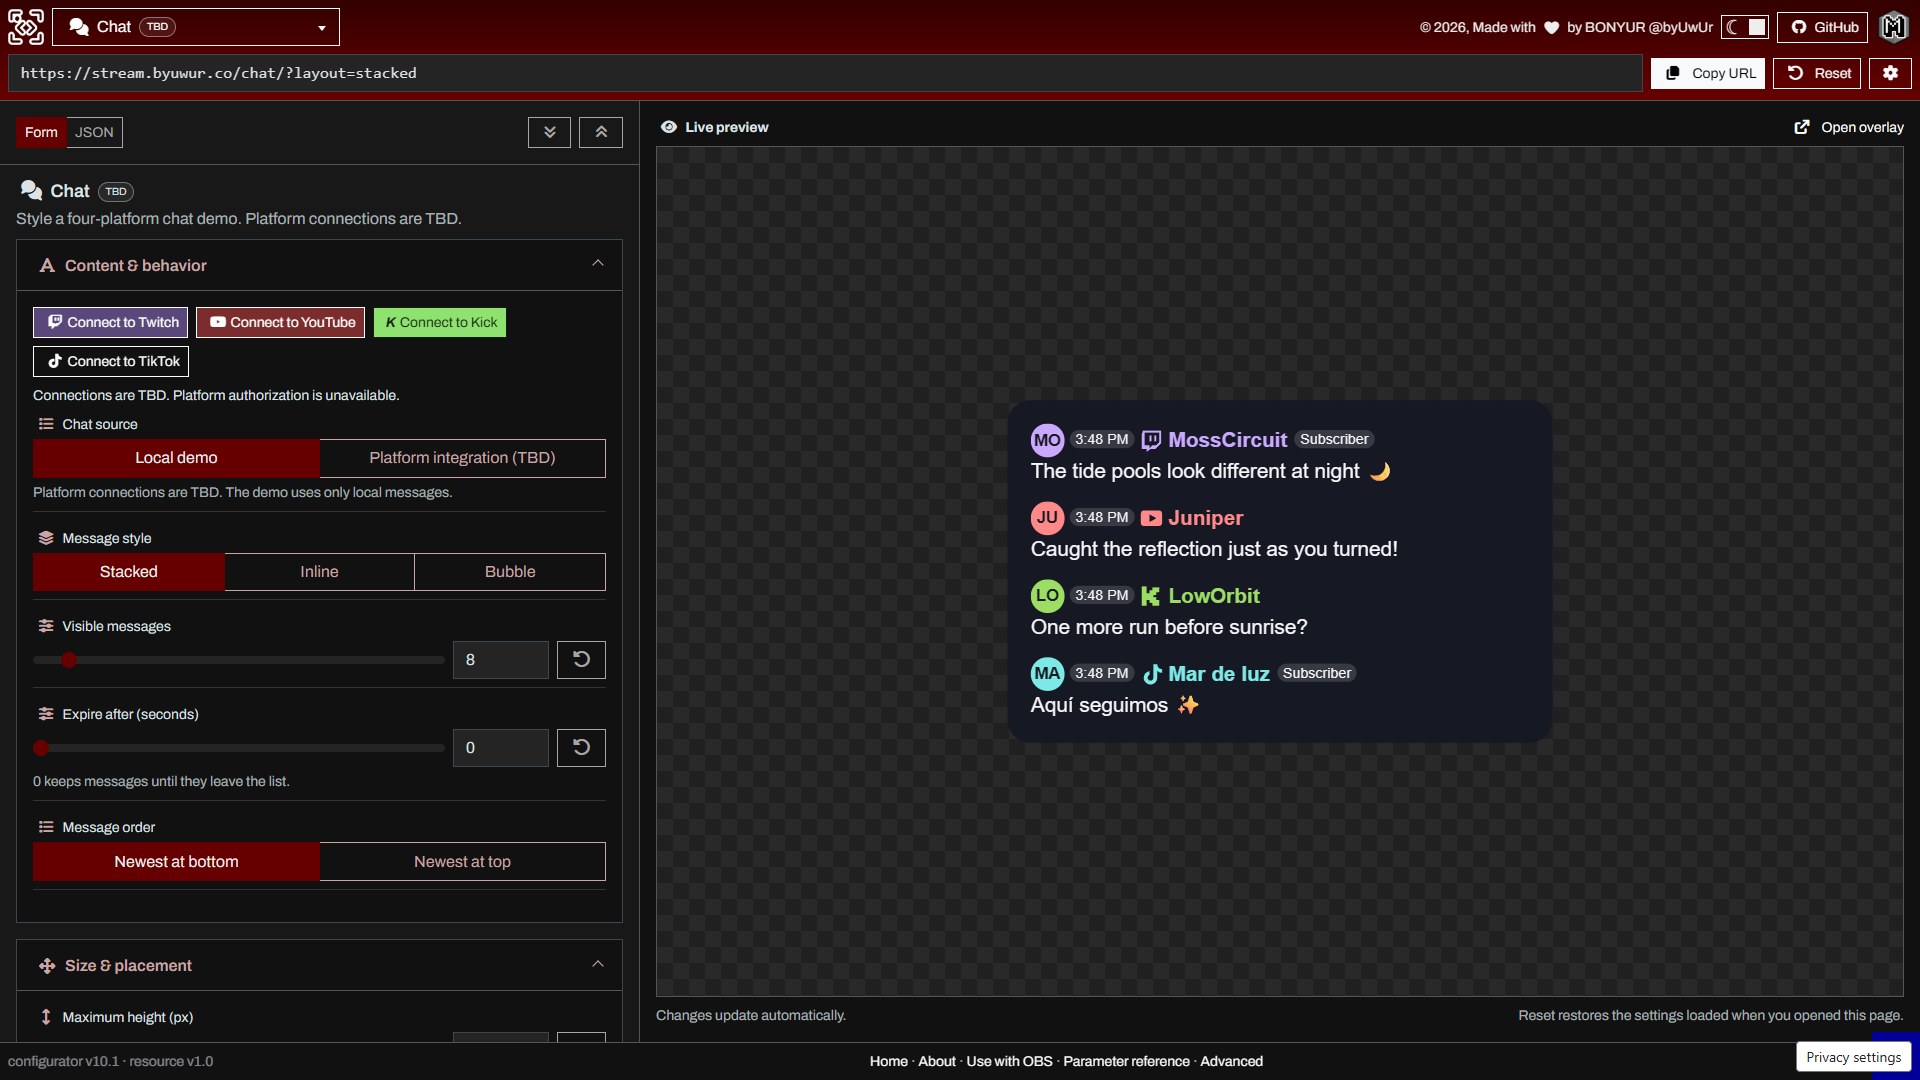 Chat TBD
© 2026, Made with by BONYUR @byUwUr
GitHub
https://stream.byuwur.co/chat/?layout=stacked
Copy URL
Reset
Form
JSON
Live preview
Open overlay
Chat TBD
Style a four-platform chat demo. Platform connections are TBD.
Content & behavior
Connect to Twitch
Connect to YouTube
K Connect to Kick
Connect to TikTok
Connections are TBD. Platform authorization is unavailable.
Chat source
Local demo
Platform integration (TBD)
Platform connections are TBD. The demo uses only local messages.
Message style
Stacked
Inline
Bubble
Visible messages
8
Expire after (seconds)
0
0 keeps messages until they leave the list.
Message order
Newest at bottom
Newest at top
Size & placement
Maximum height (px)
MO 3:48 PM MossCircuit Subscriber
The tide pools look different at night 🌙
JU 3:48 PM Juniper
Caught the reflection just as you turned!
LO 3:48 PM LowOrbit
One more run before sunrise?
MA 3:48 PM Mar de luz Subscriber
Aquí seguimos ✨
Changes update automatically.
Reset restores the settings loaded when you opened this page.
configurator v10.1 · resource v1.0
Home · About · Use with OBS · Parameter reference · Advanced
Privacy settings